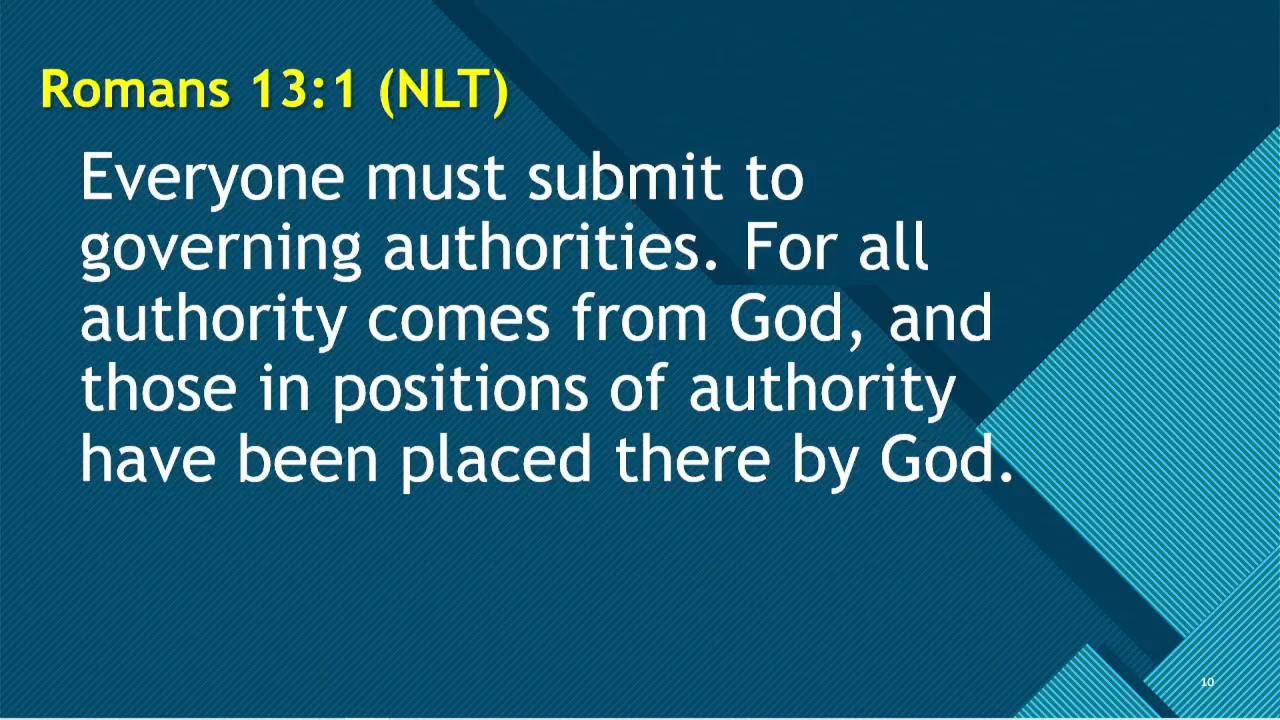 Romans 13:1 (NLT)
Everyone must submit to
governing authorities. For all
authority comes from God, and
those in positions of authority
have been placed there by God.
10